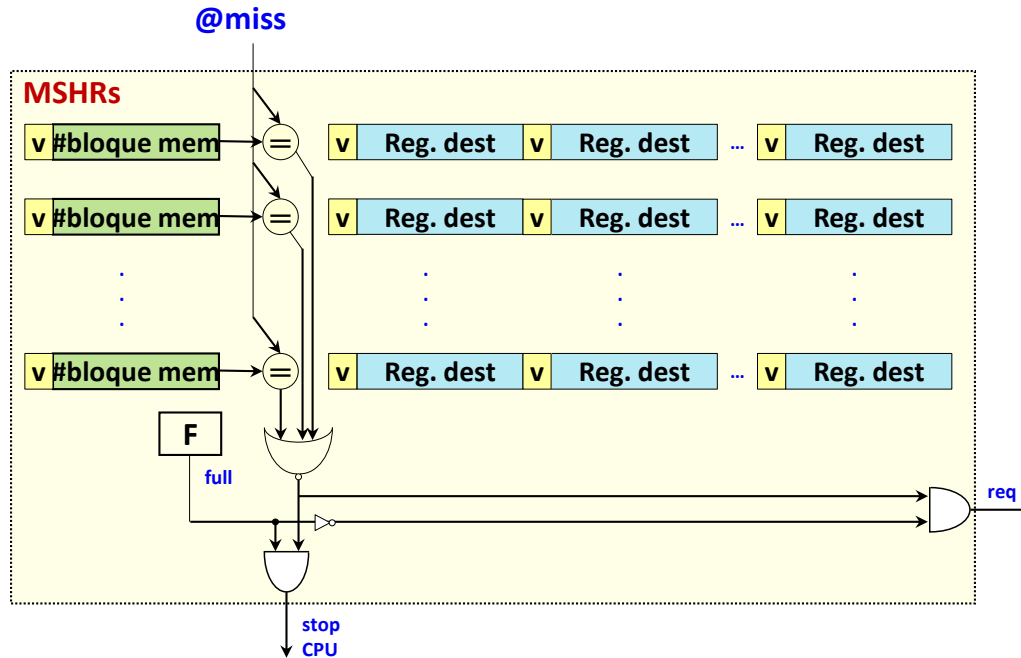 @miss
MSHRs
v #bloque mem = v Reg. dest v Reg. dest ... v Reg. dest
v #bloque mem = v Reg. dest v Reg. dest ... v Reg. dest
. . . .
. . . .
. . . .
v #bloque mem = v Reg. dest v Reg. dest ... v Reg. dest
F
full
req
stop
CPU